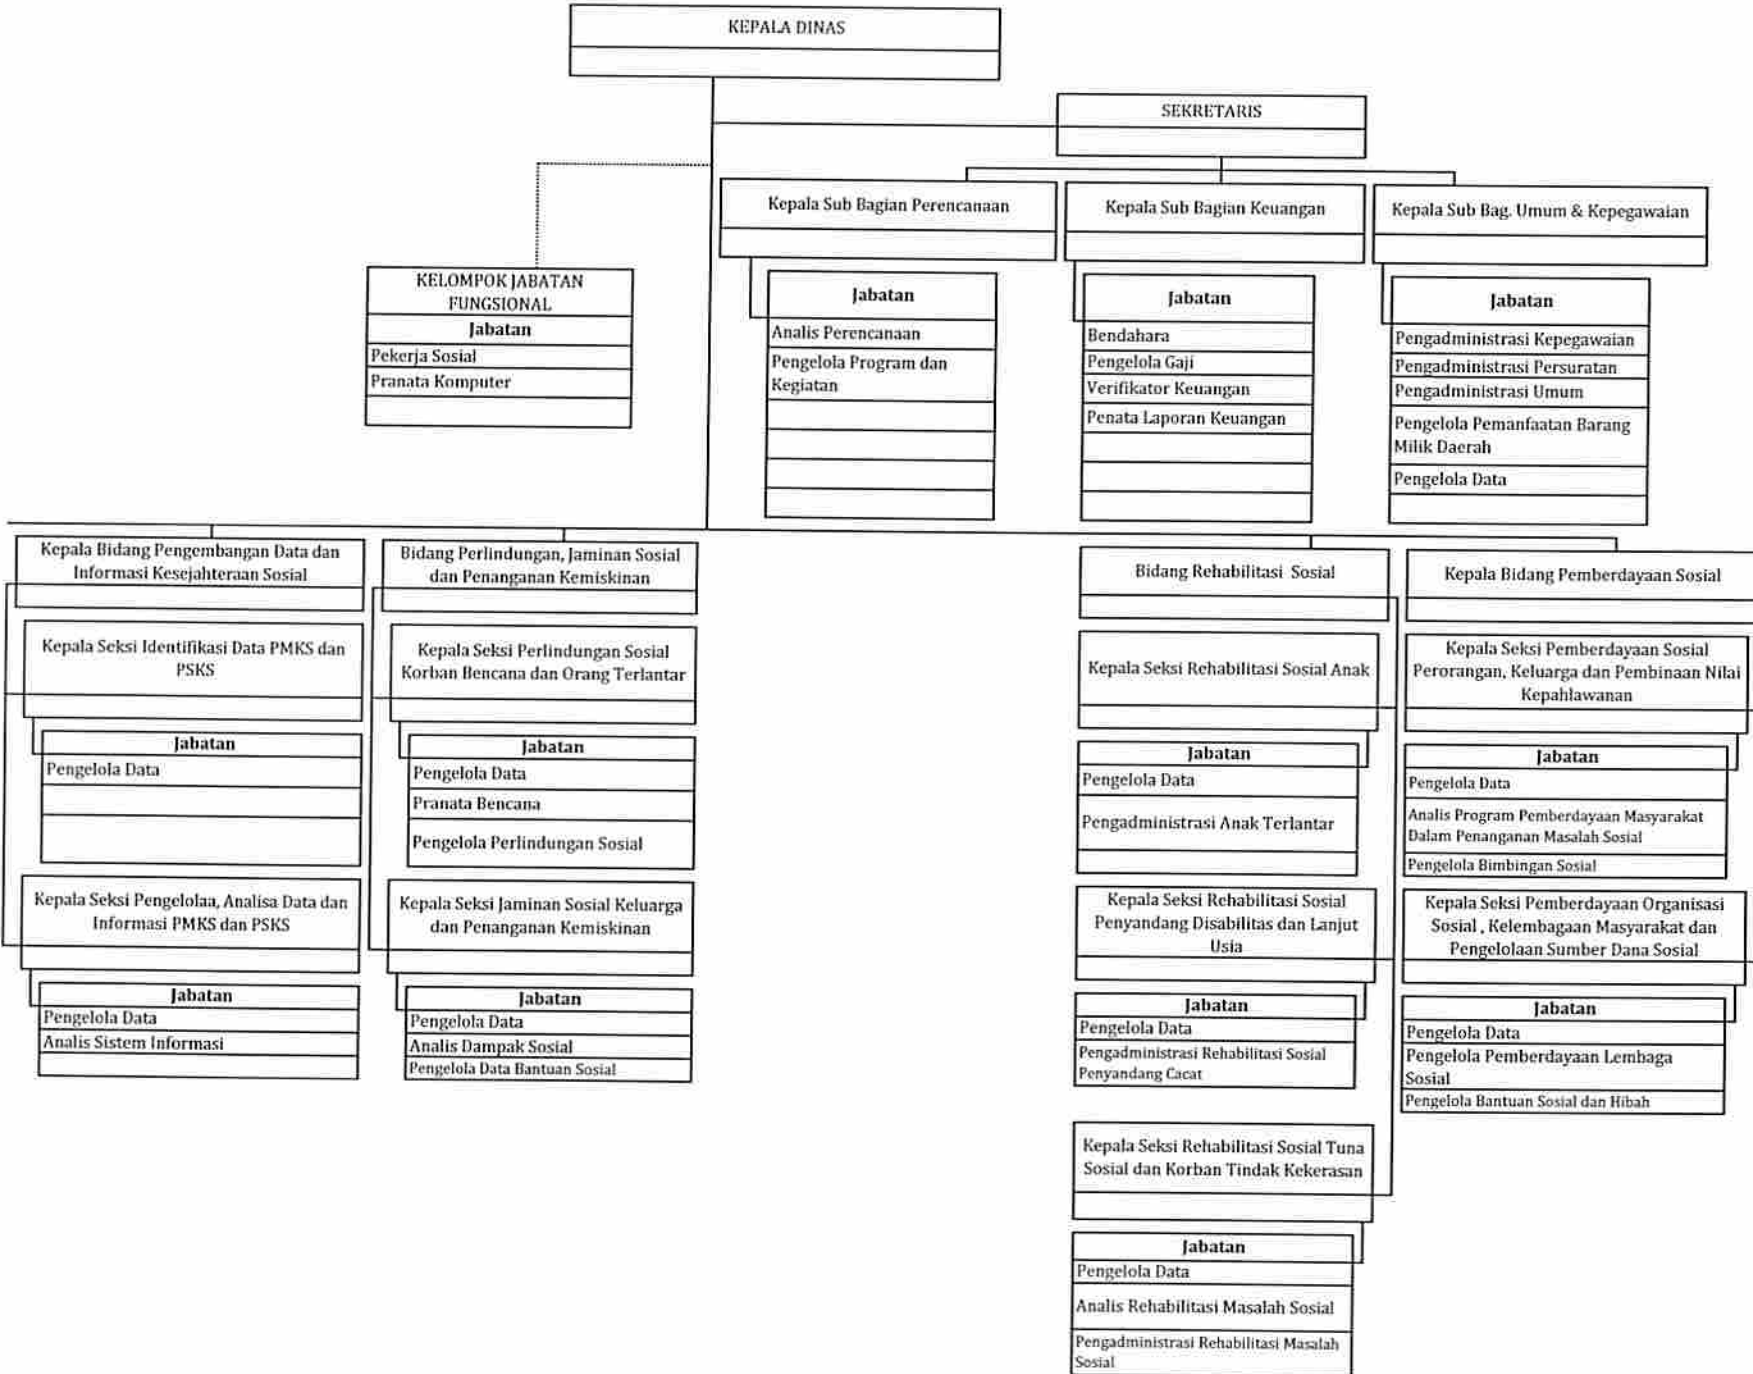 KEPALA DINAS
SEKRETARIS
Kepala Sub Bagian Perencanaan
Kepala Sub Bagian Keuangan
Kepala Sub Bag. Umum & Kepegawaian
KELOMPOK JABATAN
FUNGSIONAL
Jabatan
Pekerja Sosial
Pranata Komputer
Jabatan
Analis Perencanaan
Pengelola Program dan
Kegiatan
Jabatan
Bendahara
Pengelola Gaji
Verifikator Keuangan
Penata Laporan Keuangan
Jabatan
Pengadministrasi Kepegawaian
Pengadministrasi Persuratan
Pengadministrasi Umum
Pengelola Pemanfaatan Barang
Milik Daerah
Pengelola Data
Kepala Bidang Pengembangan Data dan
Informasi Kesejahteraan Sosial
Kepala Seksi Identifikasi Data PMKS dan
PSKS
Jabatan
Pengelola Data
Kepala Seksi Pengelolaa, Analisa Data dan
Informasi PMKS dan PSKS
Jabatan
Pengelola Data
Analis Sistem Informasi
Bidang Perlindungan, Jaminan Sosial
dan Penanganan Kemiskinan
Kepala Seksi Perlindungan Sosial
Korban Bencana dan Orang Terlantar
Jabatan
Pengelola Data
Pranata Bencana
Pengelola Perlindungan Sosial
Kepala Seksi Jaminan Sosial Keluarga
dan Penanganan Kemiskinan
Jabatan
Pengelola Data
Analis Dampak Sosial
Pengelola Data Bantuan Sosial
Bidang Rehabilitasi Sosial
Kepala Seksi Rehabilitasi Sosial Anak
Jabatan
Pengelola Data
Pengadministrasi Anak Terlantar
Kepala Seksi Rehabilitasi Sosial
Penyandang Disabilitas dan Lanjut
Usia
Jabatan
Pengelola Data
Pengadministrasi Rehabilitasi Sosial
Penyandang Cacat
Kepala Seksi Rehabilitasi Sosial Tuna
Sosial dan Korban Tindak Kekerasan
Jabatan
Pengelola Data
Analis Rehabilitasi Masalah Sosial
Pengadministrasi Rehabilitasi Masalah
Sosial
Kepala Bidang Pemberdayaan Sosial
Kepala Seksi Pemberdayaan Sosial
Perorangan, Keluarga dan Pembinaan Nilai
Kepahlawanan
Jabatan
Pengelola Data
Analis Program Pemberdayaan Masyarakat
Dalam Penanganan Masalah Sosial
Pengelola Bimbingan Sosial
Kepala Seksi Pemberdayaan Organisasi
Sosial , Kelembagaan Masyarakat dan
Pengelolaan Sumber Dana Sosial
Jabatan
Pengelola Data
Pengelola Pemberdayaan Lembaga
Sosial
Pengelola Bantuan Sosial dan Hibah